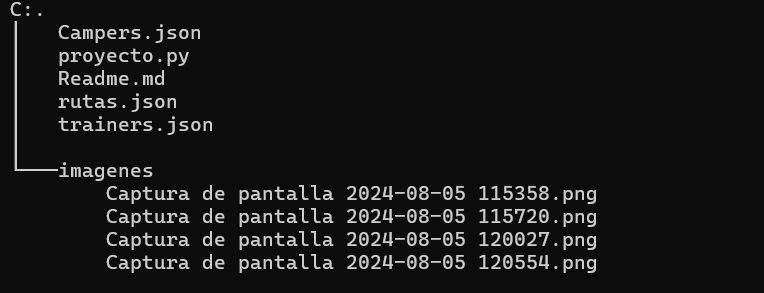 C:.
Campers.json
proyecto.py
Readme.md
rutas.json
trainers.json
imagenes
Captura de pantalla 2024-08-05 115358.png
Captura de pantalla 2024-08-05 115720.png
Captura de pantalla 2024-08-05 120027.png
Captura de pantalla 2024-08-05 120554.png